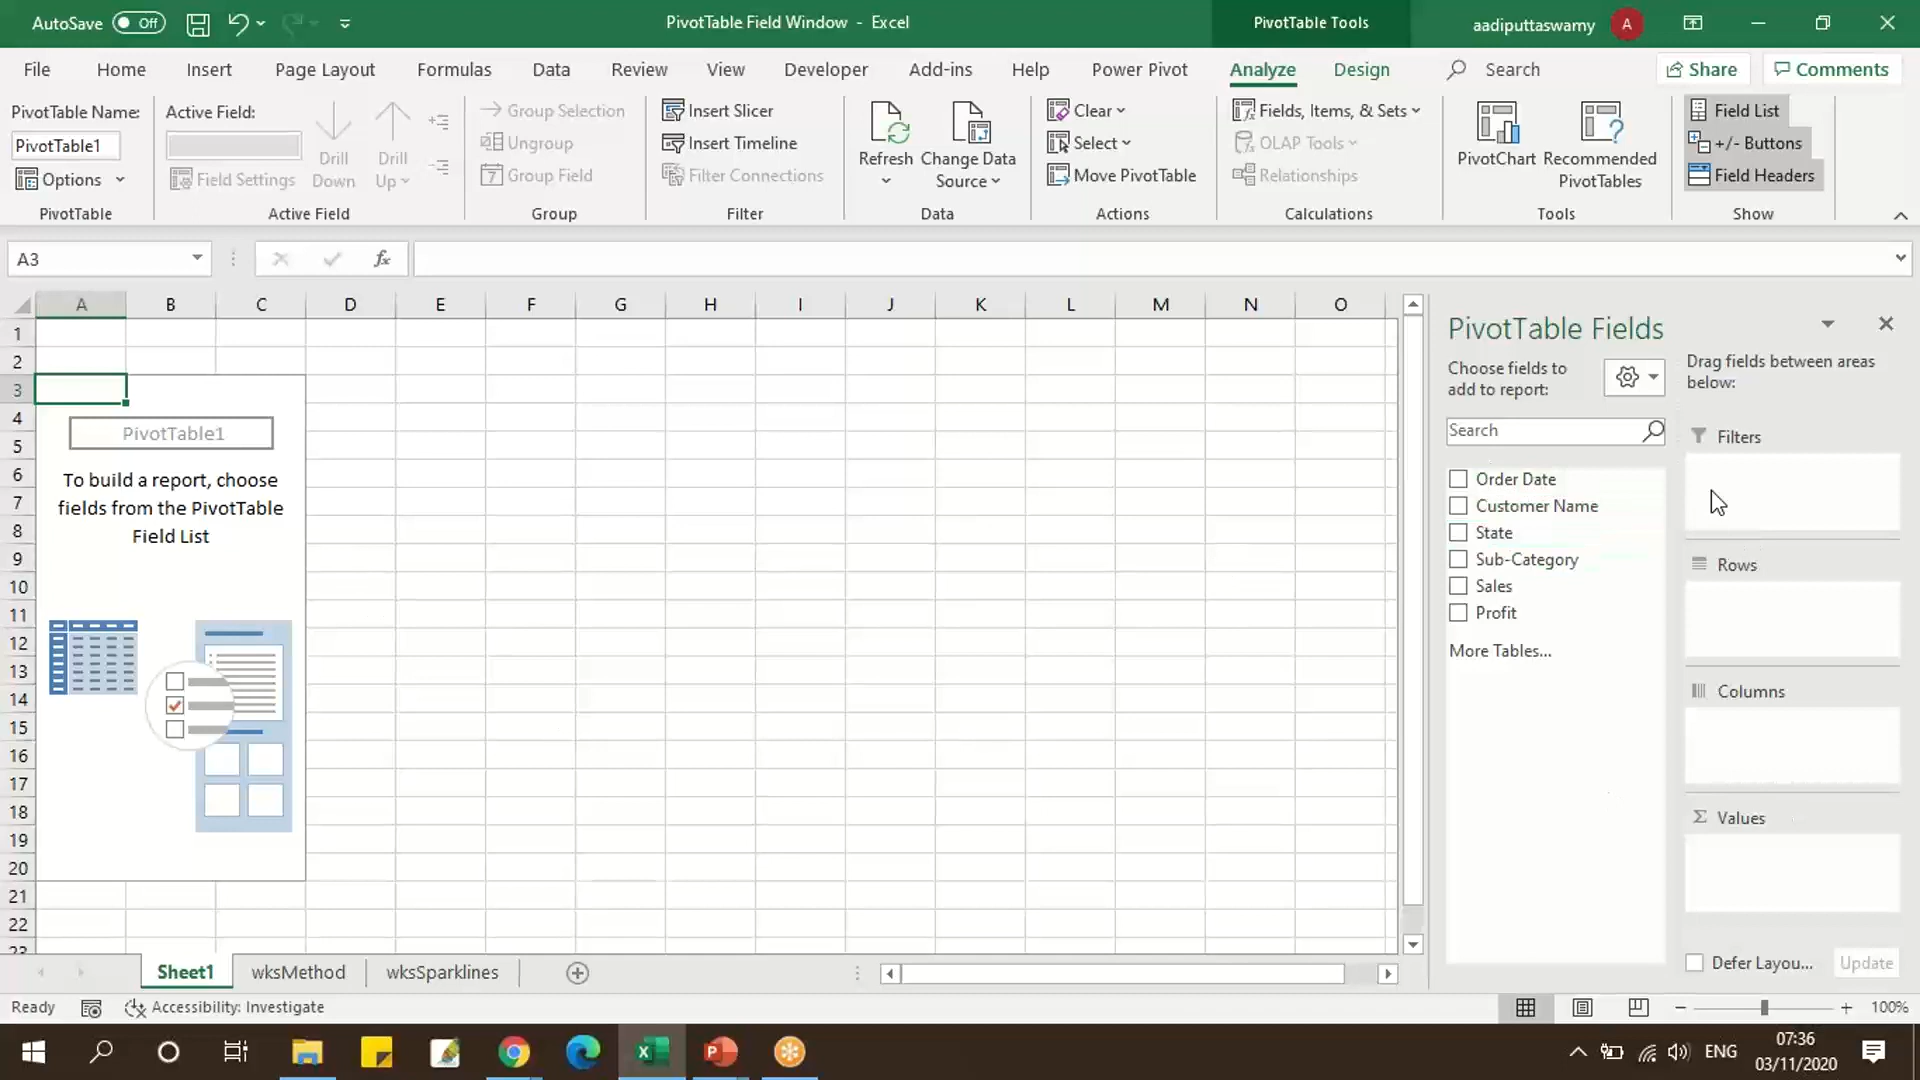 AutoSave Off
PivotTable Field Window - Excel
PivotTable Tools
aadiputtaswamy A
File Home Insert Page Layout Formulas Data Review View Developer Add-ins Help Power Pivot Analyze Design Search Share Comments
PivotTable Name:
PivotTable1
Options
PivotTable
Active Field:
Field Settings
Drill Down
Drill Up
Active Field
Group Selection
Ungroup
7 Group Field
Group
Insert Slicer
Insert Timeline
Filter Connections
Filter
Refresh
Change Data Source
Data
Clear
Select
Move PivotTable
Actions
Fields, Items, & Sets
OLAP Tools
Relationships
Calculations
PivotChart
Recommended PivotTables
Tools
Field List
+/- Buttons
Field Headers
Show
A3
fx
A B C D E F G H I J K L M N O
1
2
3
4
5
6
7
8
9
10
11
12
13
14
15
16
17
18
19
20
21
22
23
PivotTable1
To build a report, choose
fields from the PivotTable
Field List
PivotTable Fields
Choose fields to
add to report:
Search
Order Date
Customer Name
State
Sub-Category
Sales
Profit
More Tables...
Drag fields between areas
below:
Filters
Rows
Columns
Σ Values
Defer Layou... Update
Sheet1 wksMethod wksSparklines
Ready Accessibility: Investigate
100%
ENG
07:36
03/11/2020